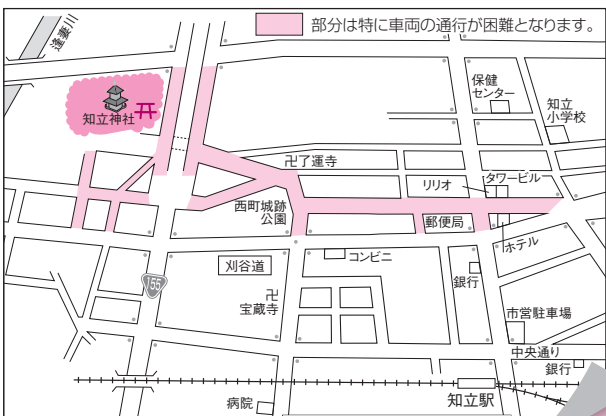 部分は特に車両の通行が困難となります。
逢妻川
保健
センター
知立
小学校
知立神社
卍了運寺
リリオ
タワービル
西町城跡
公園
郵便局
ホテル
コンビニ
刈谷道
銀行
155
卍
宝蔵寺
市営駐車場
中央通り
銀行
知立駅
病院